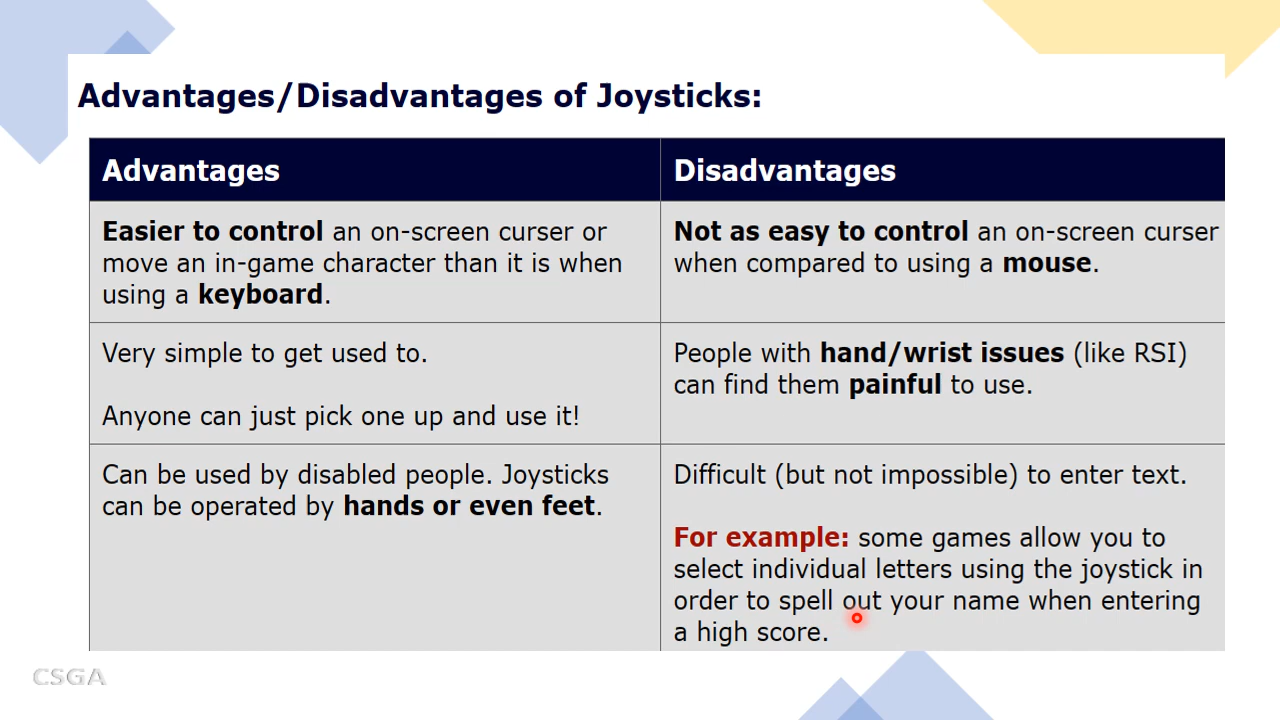 Advantages/Disadvantages of Joysticks:
Advantages
Disadvantages
Easier to control an on-screen curser or
move an in-game character than it is when
using a keyboard.
Not as easy to control an on-screen curser
when compared to using a mouse.
Very simple to get used to.
Anyone can just pick one up and use it!
People with hand/wrist issues (like RSI)
can find them painful to use.
Can be used by disabled people. Joysticks
can be operated by hands or even feet.
Difficult (but not impossible) to enter text.
For example: some games allow you to
select individual letters using the joystick in
order to spell out your name when entering
a high score.
CSGA